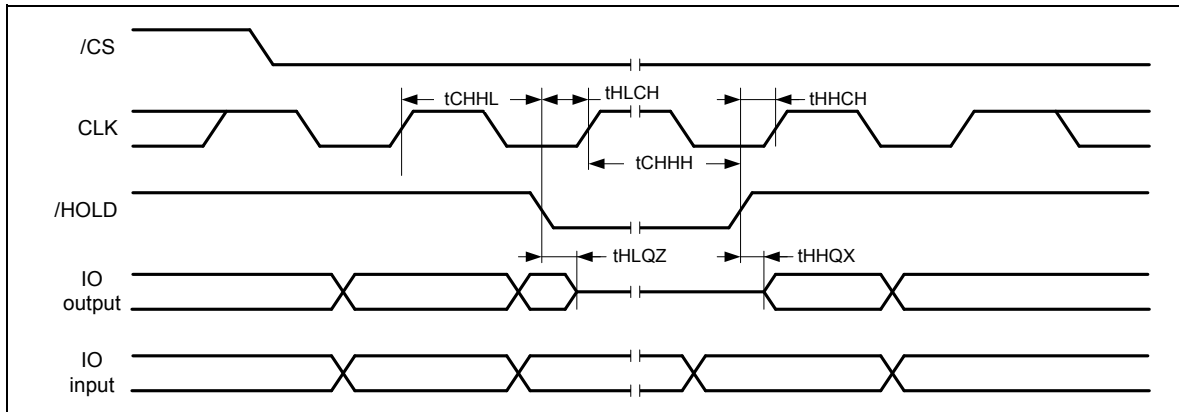 /CS
tCHHL
tHLCH
tHHCH
CLK
tCHHH
/HOLD
tHLQZ
tHHQX
IO
output
IO
input